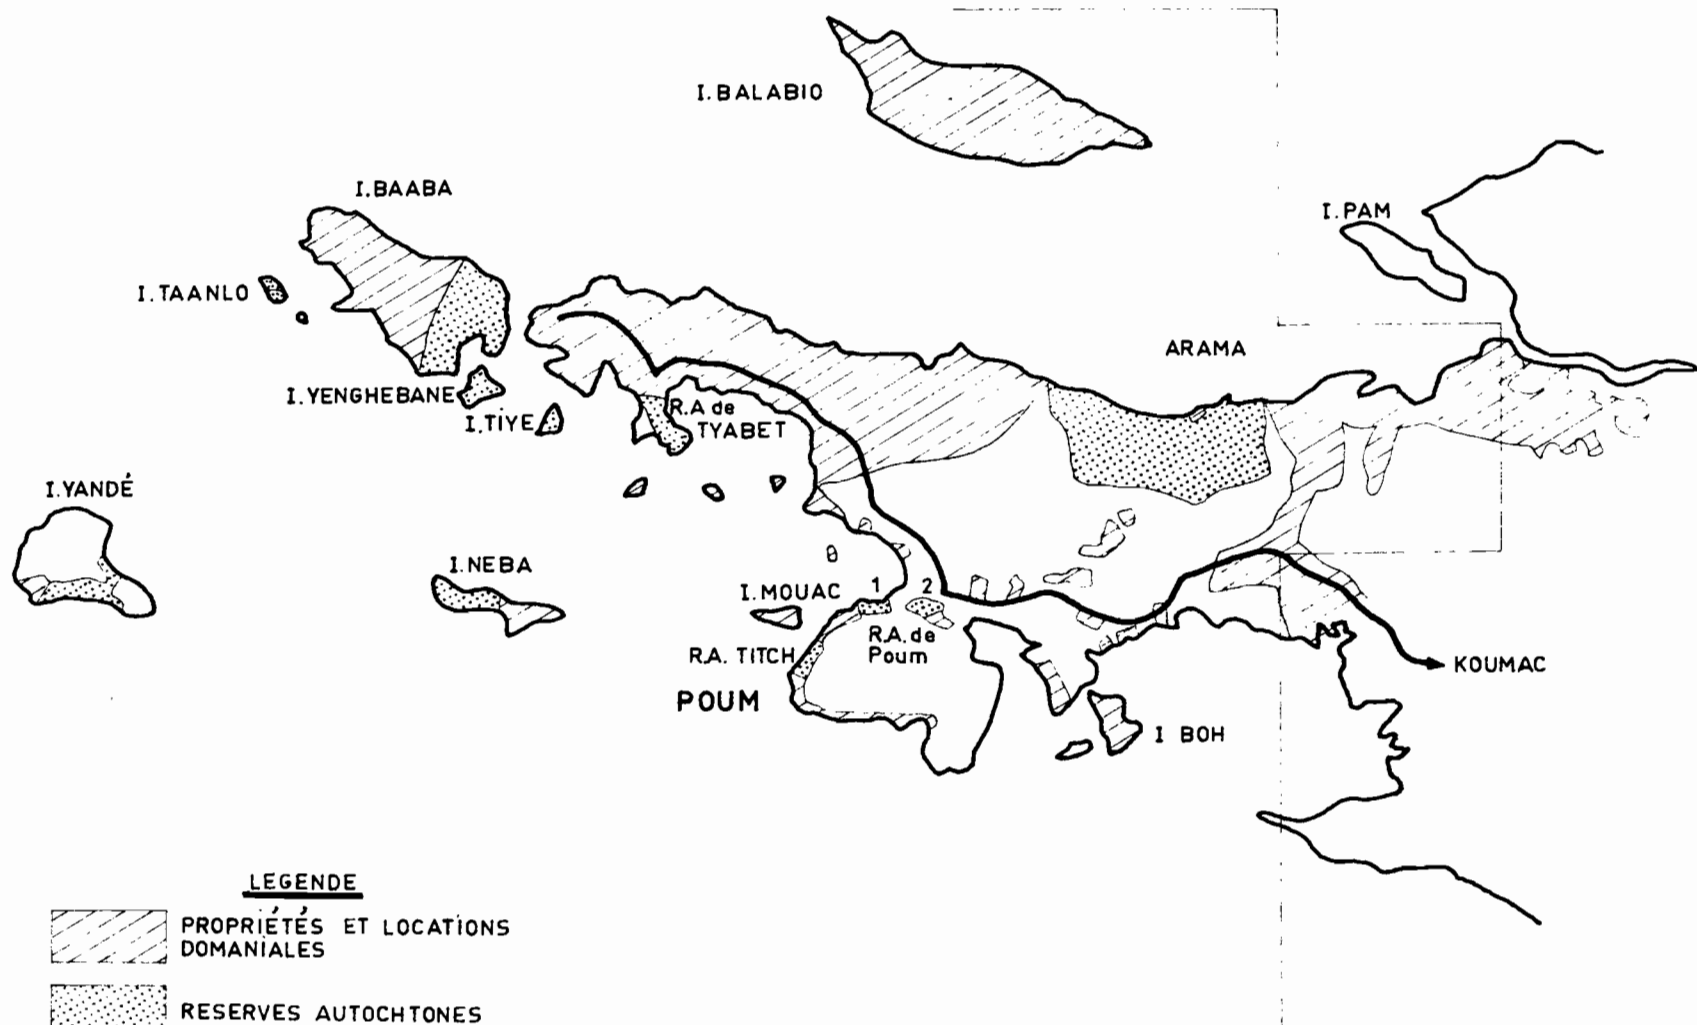 I. BALABIO
I. BAABA
I. PAM
I. TAANLO
ARAMA
I. YENGHEBANE
I. TIYE
R.A de
TYABET
I. YANDÉ
I. NEBA
I. MOUAC
1
2
R.A. de
Poum
R.A. TITCH
KOUMAC
POUM
I BOH
LEGENDE
PROPRIÉTÉS ET LOCATIONS
DOMANIALES
RESERVES AUTOCHTONES